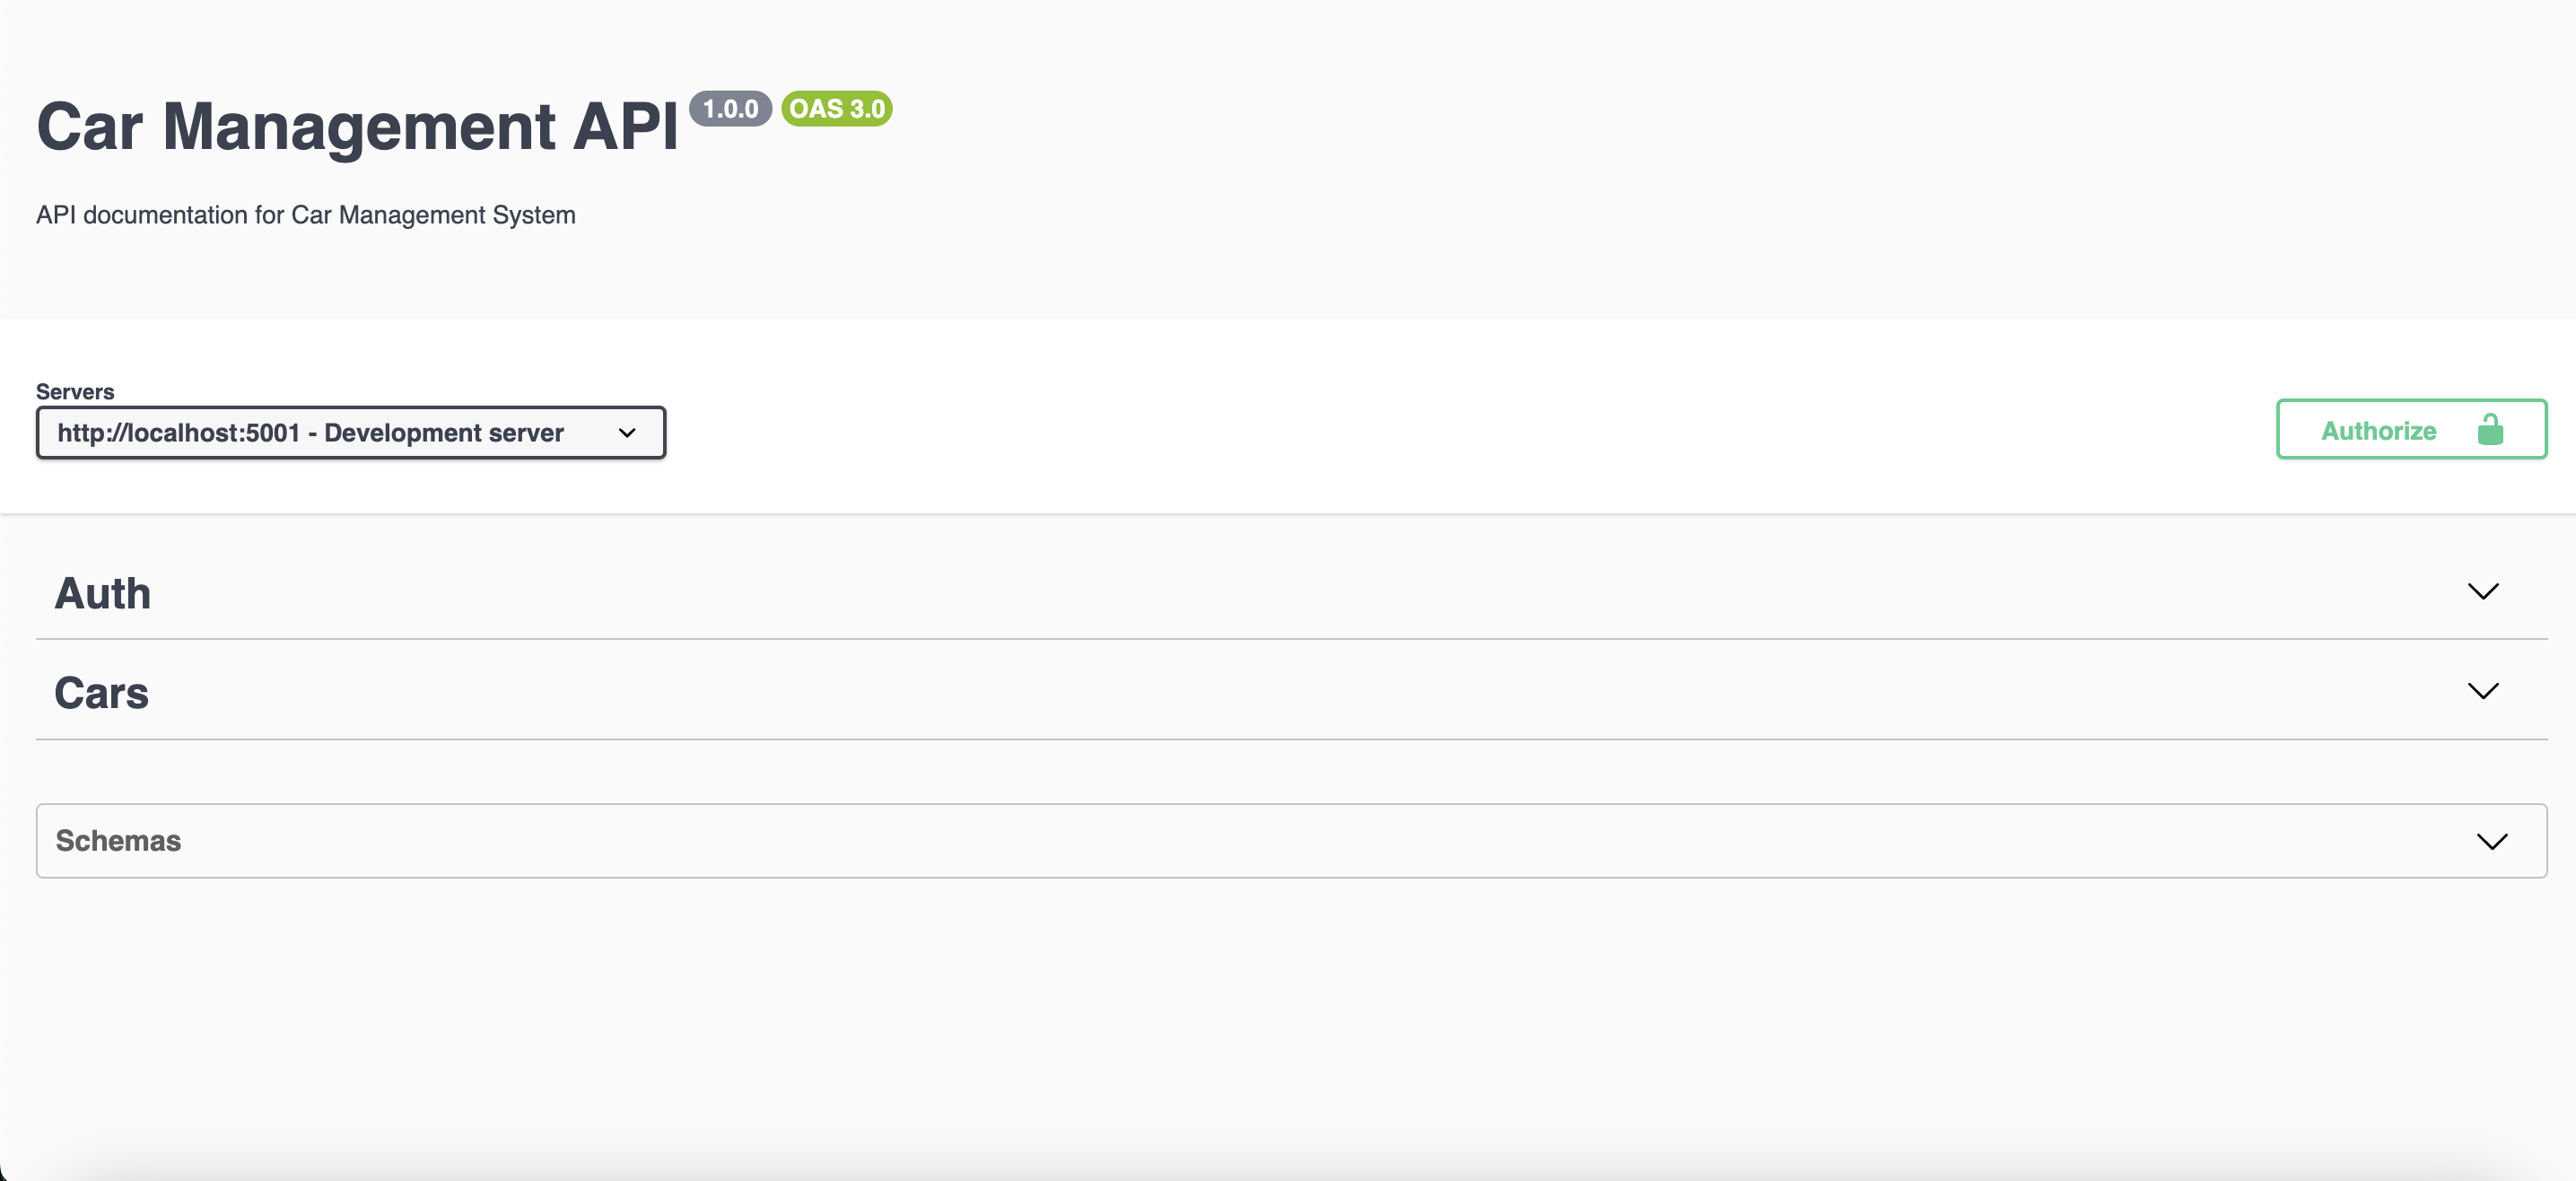 Car Management API 1.0.0 OAS 3.0
API documentation for Car Management System
Servers
http://localhost:5001 - Development server
Authorize
Auth
Cars
Schemas